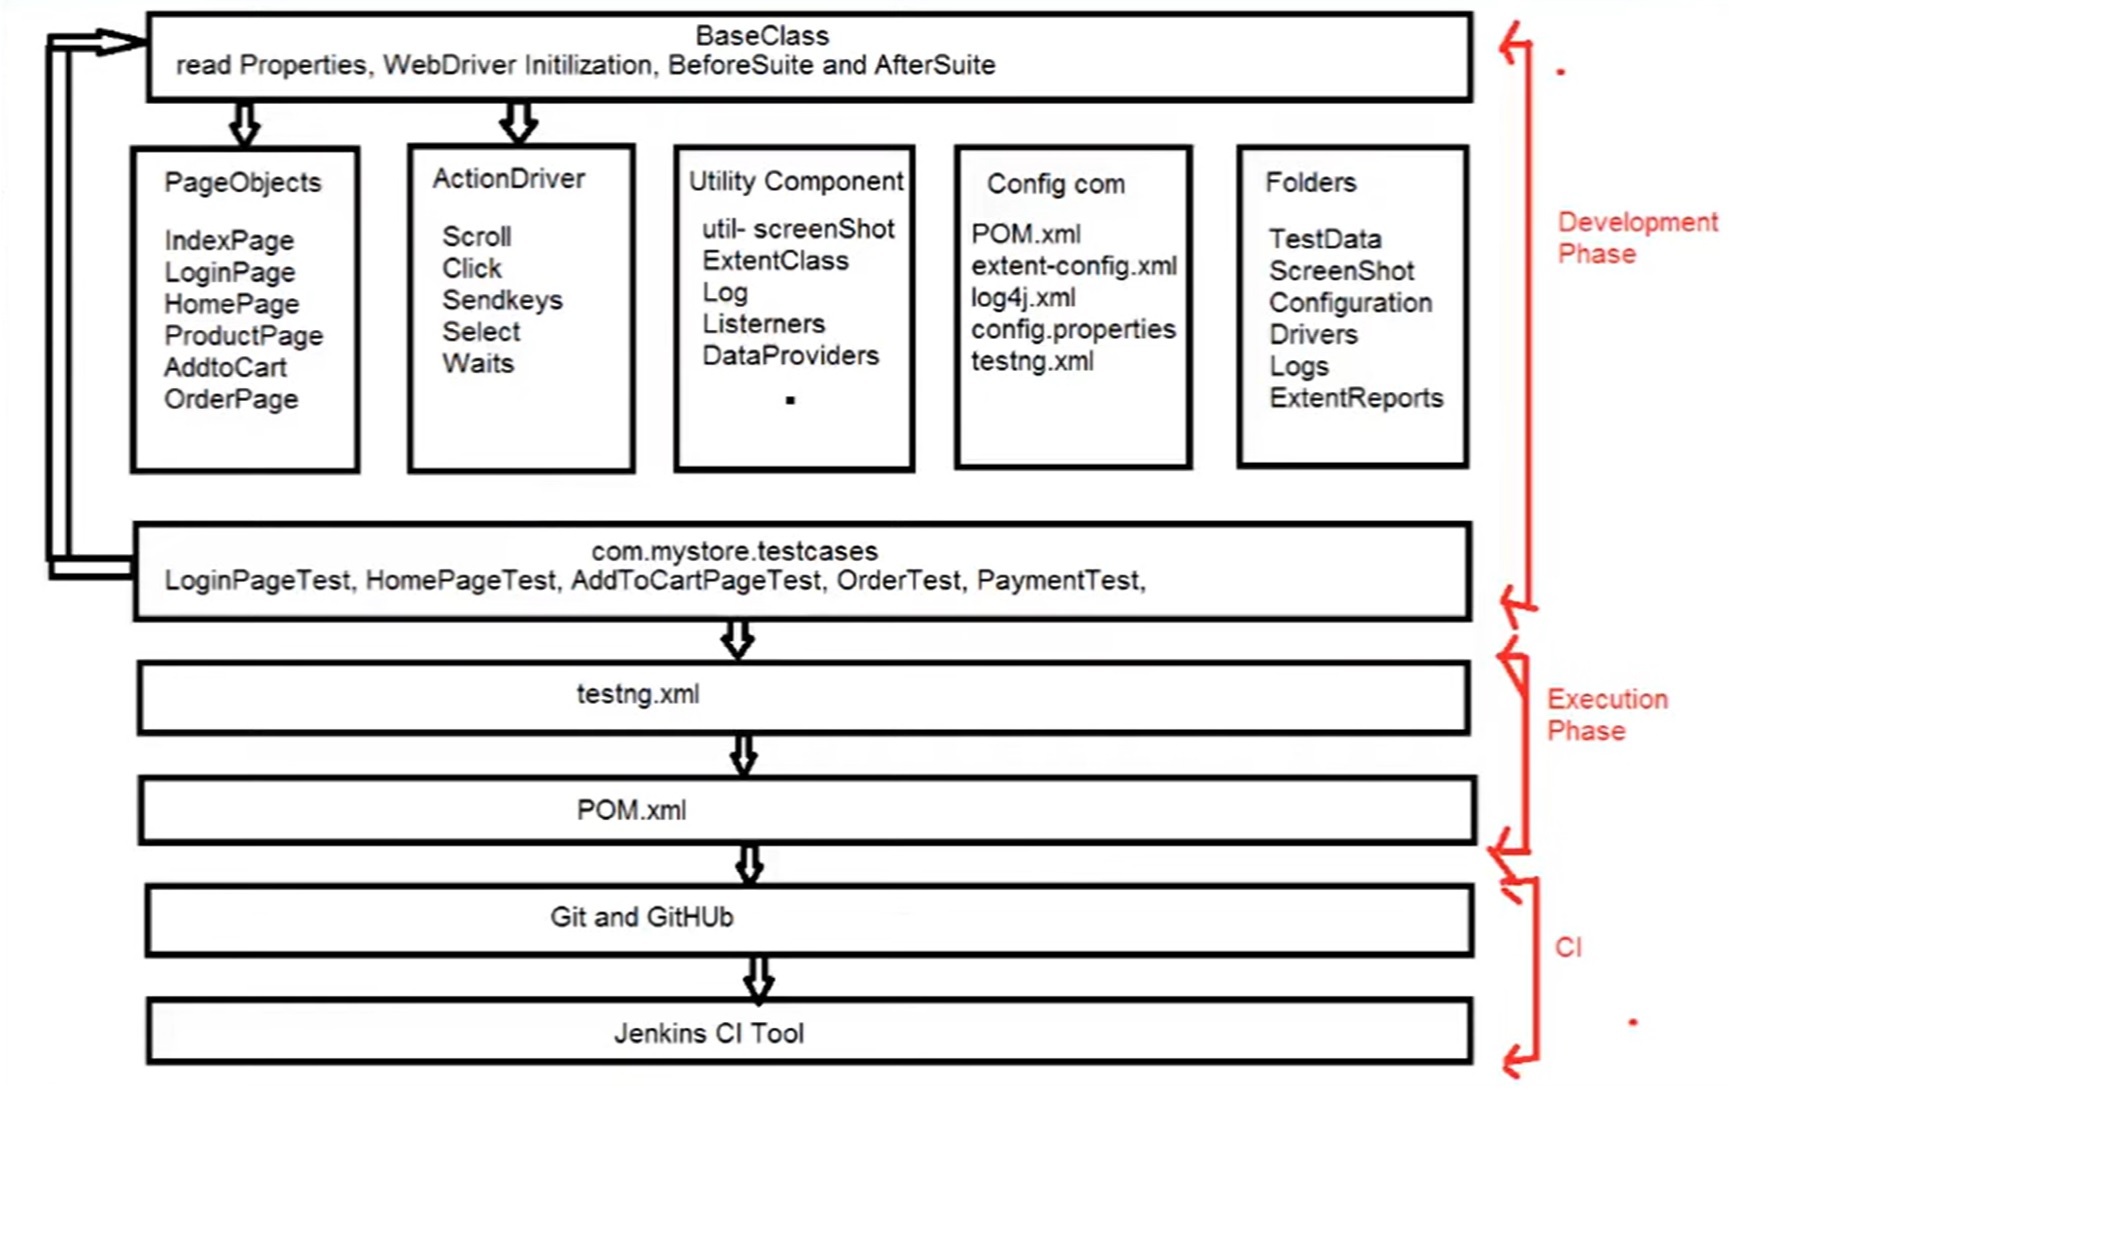 BaseClass
read Properties, WebDriver Initilization, BeforeSuite and AfterSuite
PageObjects
IndexPage
LoginPage
HomePage
ProductPage
AddtoCart
OrderPage
ActionDriver
Scroll
Click
Sendkeys
Select
Waits
Utility Component
util- screenShot
ExtentClass
Log
Listerners
DataProviders
Config com
POM.xml
extent-config.xml
log4j.xml
config.properties
testng.xml
Folders
TestData
ScreenShot
Configuration
Drivers
Logs
ExtentReports
Development
Phase
com.mystore.testcases
LoginPageTest, HomePageTest, AddToCartPageTest, OrderTest, PaymentTest,
testng.xml
Execution
Phase
POM.xml
Git and GitHUb
CI
Jenkins CI Tool